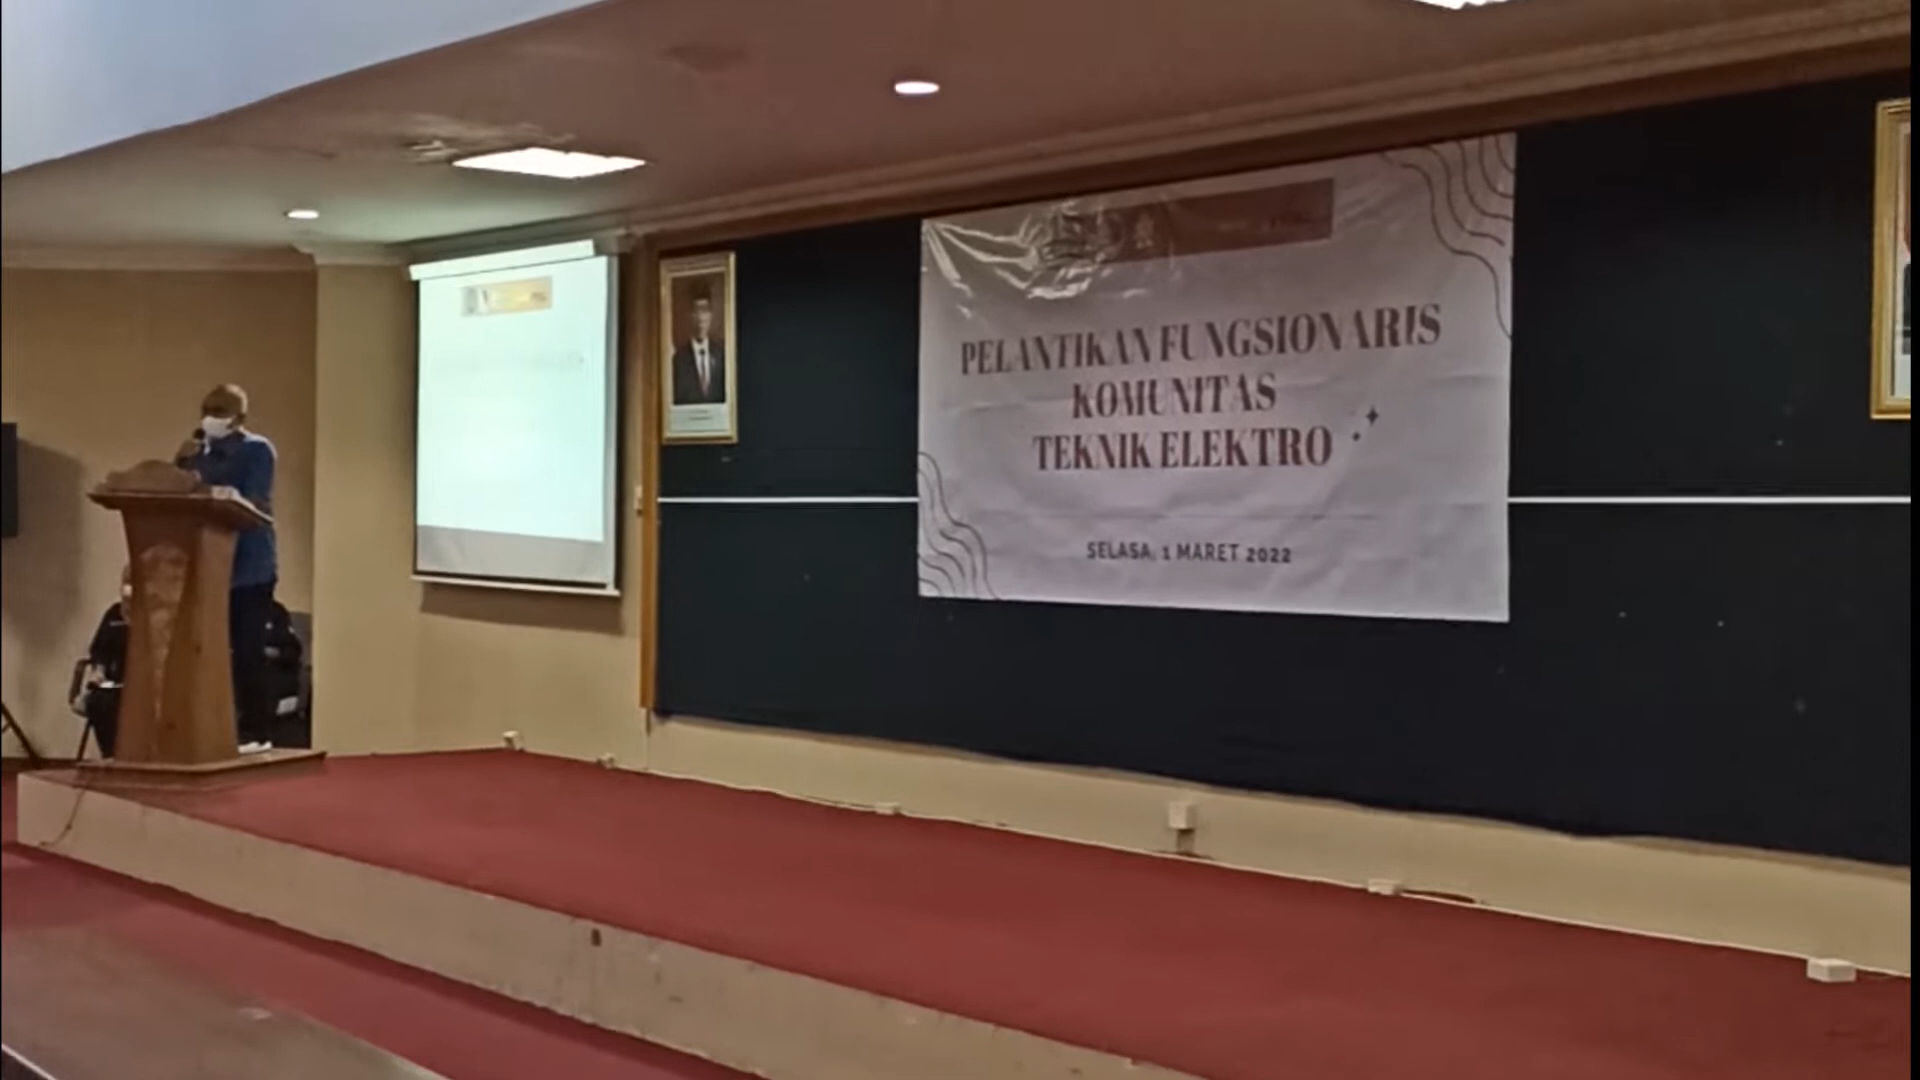 PELANTIKAN FUNGSIONARIS
KOMUNITAS
TEKNIK ELEKTRO
SELASA, 1 MARET 2022